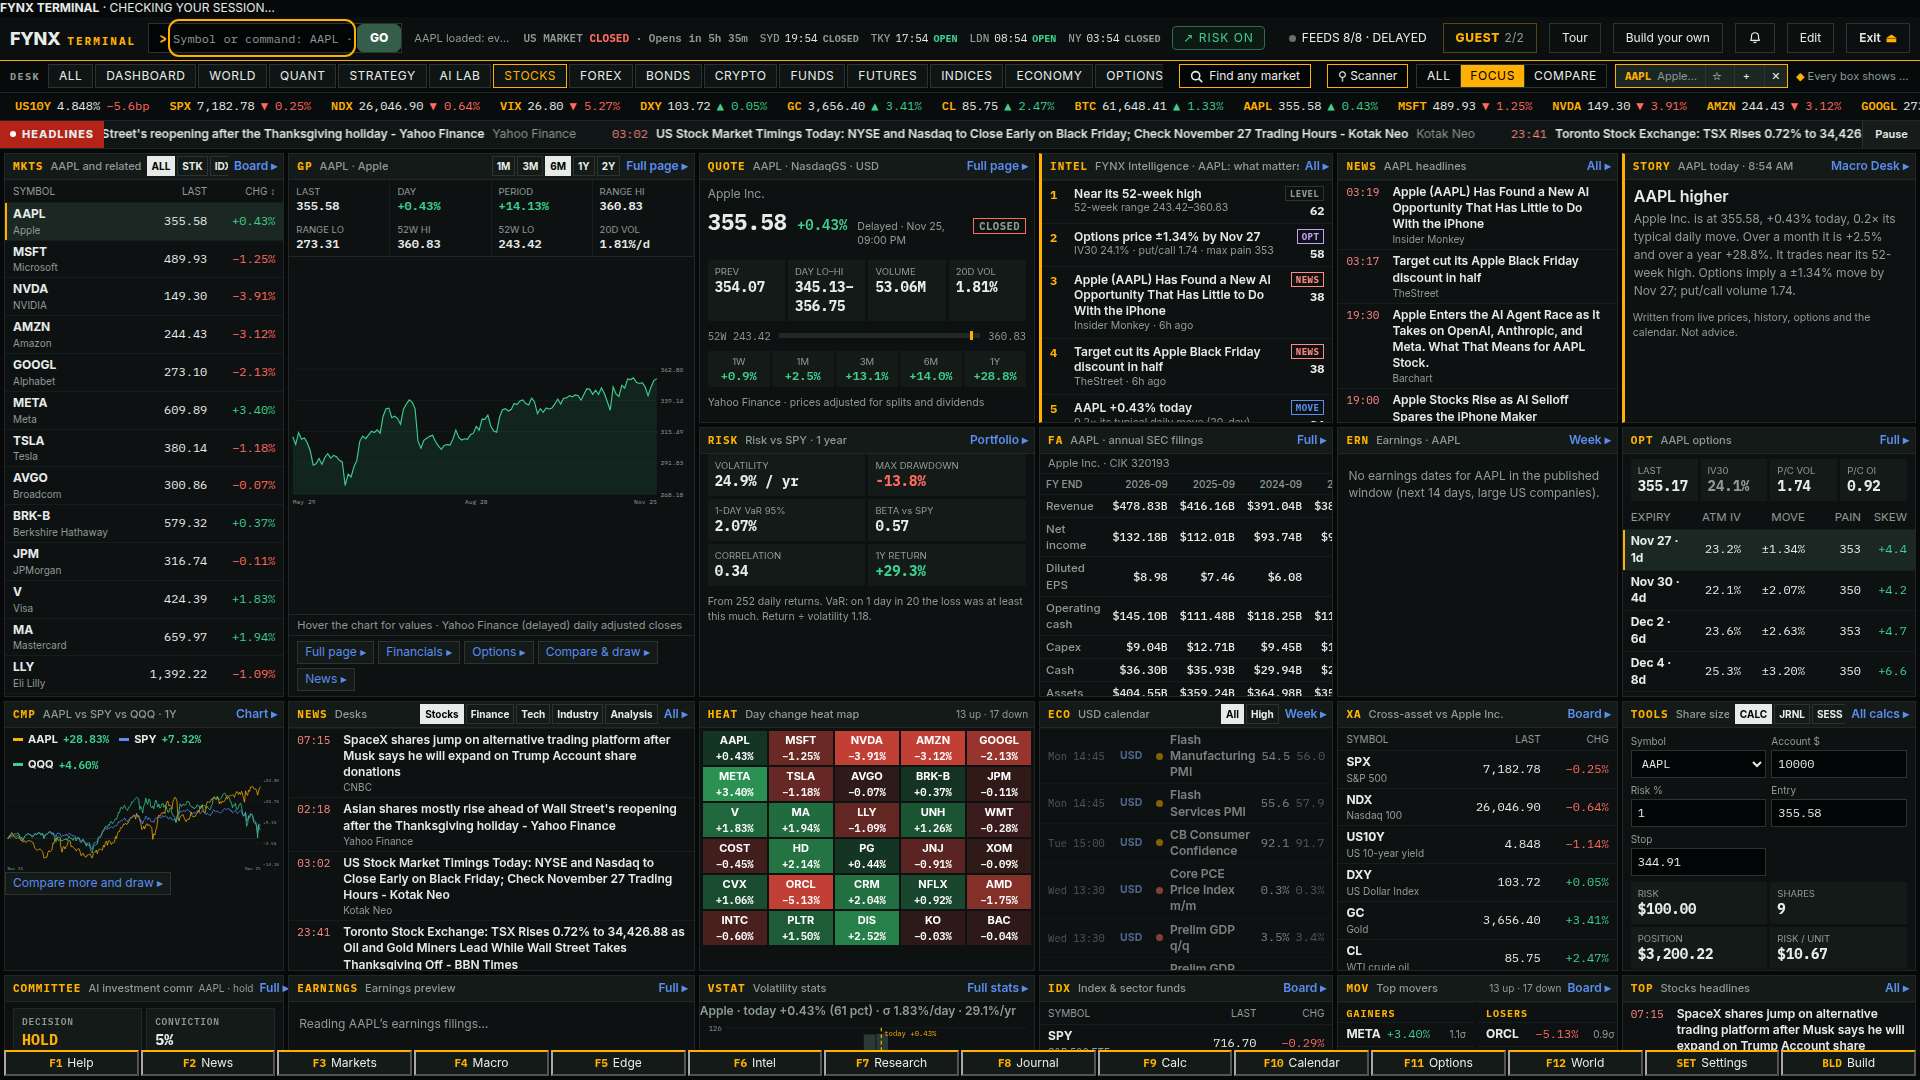 FYNX TERMINAL · CHECKING YOUR SESSION...
FYNX TERMINAL > Symbol or command: AAPL · GO AAPL loaded: ev... US MARKET CLOSED · Opens in 5h 35m SYD 19:54 CLOSED TKY 17:54 OPEN LDN 08:54 OPEN NY 03:54 CLOSED ↗ RISK ON FEEDS 8/8 · DELAYED GUEST 2/2 Tour Build your own Edit Exit
DESK ALL DASHBOARD WORLD QUANT STRATEGY AI LAB STOCKS FOREX BONDS CRYPTO FUNDS FUTURES INDICES ECONOMY OPTIONS Find any market Scanner ALL FOCUS COMPARE AAPL Apple... ☆ + ✕ ◆ Every box shows ...
US10Y 4.848% −5.6bp SPX 7,182.78 ▼ 0.25% NDX 26,046.90 ▼ 0.64% VIX 26.80 ▼ 5.27% DXY 103.72 ▲ 0.05% GC 3,656.40 ▲ 3.41% CL 85.75 ▲ 2.47% BTC 61,648.41 ▲ 1.33% AAPL 355.58 ▲ 0.43% MSFT 489.93 ▼ 1.25% NVDA 149.30 ▼ 3.91% AMZN 244.43 ▼ 3.12% GOOGL 273
HEADLINES Street's reopening after the Thanksgiving holiday - Yahoo Finance Yahoo Finance 03:02 US Stock Market Timings Today: NYSE and Nasdaq to Close Early on Black Friday; Check November 27 Trading Hours - Kotak Neo Kotak Neo 23:41 Toronto Stock Exchange: TSX Rises 0.72% to 34,426 Pause
MKTS AAPL and related ALL STK IDX Board ▸
SYMBOL LAST CHG ↕
AAPL 355.58 +0.43%
Apple
MSFT 489.93 −1.25%
Microsoft
NVDA 149.30 −3.91%
NVIDIA
AMZN 244.43 −3.12%
Amazon
GOOGL 273.10 −2.13%
Alphabet
META 609.89 +3.40%
Meta
TSLA 380.14 −1.18%
Tesla
AVGO 300.86 −0.07%
Broadcom
BRK-B 579.32 +0.37%
Berkshire Hathaway
JPM 316.74 −0.11%
JPMorgan
V 424.39 +1.83%
Visa
MA 659.97 +1.94%
Mastercard
LLY 1,392.22 −1.09%
Eli Lilly
GP AAPL · Apple 1M 3M 6M 1Y 2Y Full page ▸
LAST DAY PERIOD RANGE HI
355.58 +0.43% +14.13% 360.83
RANGE LO 52W HI 52W LO 20D VOL
273.31 360.83 243.42 1.81%/d
362.80
339.14
315.49
291.83
268.18
May 29 Aug 28 Nov 25
Hover the chart for values · Yahoo Finance (delayed) daily adjusted closes
Full page ▸ Financials ▸ Options ▸ Compare & draw ▸
News ▸
QUOTE AAPL · NasdaqGS · USD Full page ▸
Apple Inc.
355.58 +0.43% Delayed · Nov 25, 09:00 PM CLOSED
PREV DAY LO–HI VOLUME 20D VOL
354.07 345.13–356.75 53.06M 1.81%
52W 243.42 360.83
1W 1M 3M 6M 1Y
+0.9% +2.5% +13.1% +14.0% +28.8%
Yahoo Finance · prices adjusted for splits and dividends
RISK Risk vs SPY · 1 year Portfolio ▸
VOLATILITY MAX DRAWDOWN
24.9% / yr -13.8%
1-DAY VaR 95% BETA vs SPY
2.07% 0.57
CORRELATION 1Y RETURN
0.34 +29.3%
From 252 daily returns. VaR: on 1 day in 20 the loss was at least
this much. Return ÷ volatility 1.18.
INTEL FYNX Intelligence · AAPL: what matters All ▸
1 Near its 52-week high LEVEL
52-week range 243.42–360.83 62
2 Options price ±1.34% by Nov 27 OPT
IV30 24.1% · put/call 1.74 · max pain 353 58
3 Apple (AAPL) Has Found a New AI NEWS
Opportunity That Has Little to Do 38
With the iPhone
Insider Monkey · 6h ago
4 Target cut its Apple Black Friday NEWS
discount in half 38
TheStreet · 6h ago
5 AAPL +0.43% today MOVE
FA AAPL · annual SEC filings Full ▸
Apple Inc. · CIK 320193
FY END 2026-09 2025-09 2024-09 2
Revenue $478.83B $416.16B $391.04B $38
Net income $132.18B $112.01B $93.74B $9
Diluted EPS $8.98 $7.46 $6.08
Operating cash $145.10B $111.48B $118.25B $11
Capex $9.04B $12.71B $9.45B $1
Cash $36.30B $35.93B $29.94B $2
Assets $404.55B $359.24B $364.98B $35
NEWS AAPL headlines All ▸
03:19 Apple (AAPL) Has Found a New AI
Opportunity That Has Little to Do
With the iPhone
Insider Monkey
03:17 Target cut its Apple Black Friday
discount in half
TheStreet
19:30 Apple Enters the AI Agent Race as It
Takes on OpenAI, Anthropic, and
Meta. What That Means for AAPL
Stock.
Barchart
19:00 Apple Stocks Rise as AI Selloff
Spares the iPhone Maker
ERN Earnings · AAPL Week ▸
No earnings dates for AAPL in the published
window (next 14 days, large US companies).
STORY AAPL today · 8:54 AM Macro Desk ▸
AAPL higher
Apple Inc. is at 355.58, +0.43% today, 0.2× its
typical daily move. Over a month it is +2.5%
and over a year +28.8%. It trades near its 52-
week high. Options imply a ±1.34% move by
Nov 27; put/call volume 1.74.
Written from live prices, history, options and the
calendar. Not advice.
OPT AAPL options Full ▸
LAST IV30 P/C VOL P/C OI
355.17 24.1% 1.74 0.92
EXPIRY ATM IV MOVE PAIN SKEW
Nov 27 · 1d 23.2% ±1.34% 353 +4.4
Nov 30 · 4d 22.1% ±2.07% 350 +4.2
Dec 2 · 6d 23.6% ±2.63% 353 +4.7
Dec 4 · 8d 25.3% ±3.20% 350 +6.6
CMP AAPL vs SPY vs QQQ · 1Y Chart ▸
AAPL +28.83% SPY +7.32%
QQQ +4.60%
Compare more and draw ▸
NEWS Desks Stocks Finance Tech Industry Analysis All ▸
07:15 SpaceX shares jump on alternative trading platform after
Musk says he will expand on Trump Account share
donations
CNBC
02:18 Asian shares mostly rise ahead of Wall Street's reopening
after the Thanksgiving holiday - Yahoo Finance
Yahoo Finance
03:02 US Stock Market Timings Today: NYSE and Nasdaq to
Close Early on Black Friday; Check November 27 Trading
Hours - Kotak Neo
Kotak Neo
23:41 Toronto Stock Exchange: TSX Rises 0.72% to 34,426.88 as
Oil and Gold Miners Lead While Wall Street Takes
Thanksgiving Off - BBN Times
HEAT Day change heat map 13 up · 17 down
AAPL MSFT NVDA AMZN GOOGL
+0.43% −1.25% −3.91% −3.12% −2.13%
META TSLA AVGO BRK-B JPM
+3.40% −1.18% −0.07% +0.37% −0.11%
V MA LLY UNH WMT
+1.83% +1.94% −1.09% +1.26% −0.28%
COST HD PG JNJ XOM
−0.45% +2.14% +0.44% −0.91% −0.09%
CVX ORCL CRM NFLX AMD
+1.06% −5.13% +2.04% +0.92% −1.75%
INTC PLTR DIS KO BAC
−0.60% +1.50% +2.52% −0.03% −0.04%
ECO USD calendar All High Week ▸
Mon 14:45 USD Flash Manufacturing PMI 54.5 56.0
Mon 14:45 USD Flash Services PMI 55.6 57.9
Tue 15:00 USD CB Consumer Confidence 92.1 91.7
Wed 13:30 USD Core PCE Price Index m/m 0.3% 0.3%
Wed 13:30 USD Prelim GDP q/q 3.5% 3.4%
Prelim GDP
XA Cross-asset vs Apple Inc. Board ▸
SYMBOL LAST CHG
SPX 7,182.78 −0.25%
S&P 500
NDX 26,046.90 −0.64%
Nasdaq 100
US10Y 4.848 −1.14%
US 10-year yield
DXY 103.72 +0.05%
US Dollar Index
GC 3,656.40 +3.41%
Gold
CL 85.75 +2.47%
WTI crude oil
TOOLS Share size CALC JRNL SESS All calcs ▸
Symbol Account $
AAPL 10000
Risk % Entry
1 355.58
Stop
344.91
RISK SHARES
$100.00 9
POSITION RISK / UNIT
$3,200.22 $10.67
COMMITTEE AI investment comm AAPL · hold Full ▸
DECISION CONVICTION
HOLD 5%
EARNINGS Earnings preview Full ▸
Reading AAPL's earnings filings...
VSTAT Volatility stats Full stats ▸
Apple · today +0.43% (61 pct) · σ 1.83%/day · 29.1%/yr
126 today +0.43%
IDX Index & sector funds Board ▸
SYMBOL LAST CHG
SPY 716.70 −0.29%
MOV Top movers 13 up · 17 down Board ▸
GAINERS LOSERS
META +3.40% 1.1σ ORCL −5.13% 0.9σ
TOP Stocks headlines All ▸
07:15 SpaceX shares jump on alternative
trading platform after Musk says he will
expand on Trump Account share
F1 Help F2 News F3 Markets F4 Macro F5 Edge F6 Intel F7 Research F8 Journal F9 Calc F10 Calendar F11 Options F12 World SET Settings BLD Build